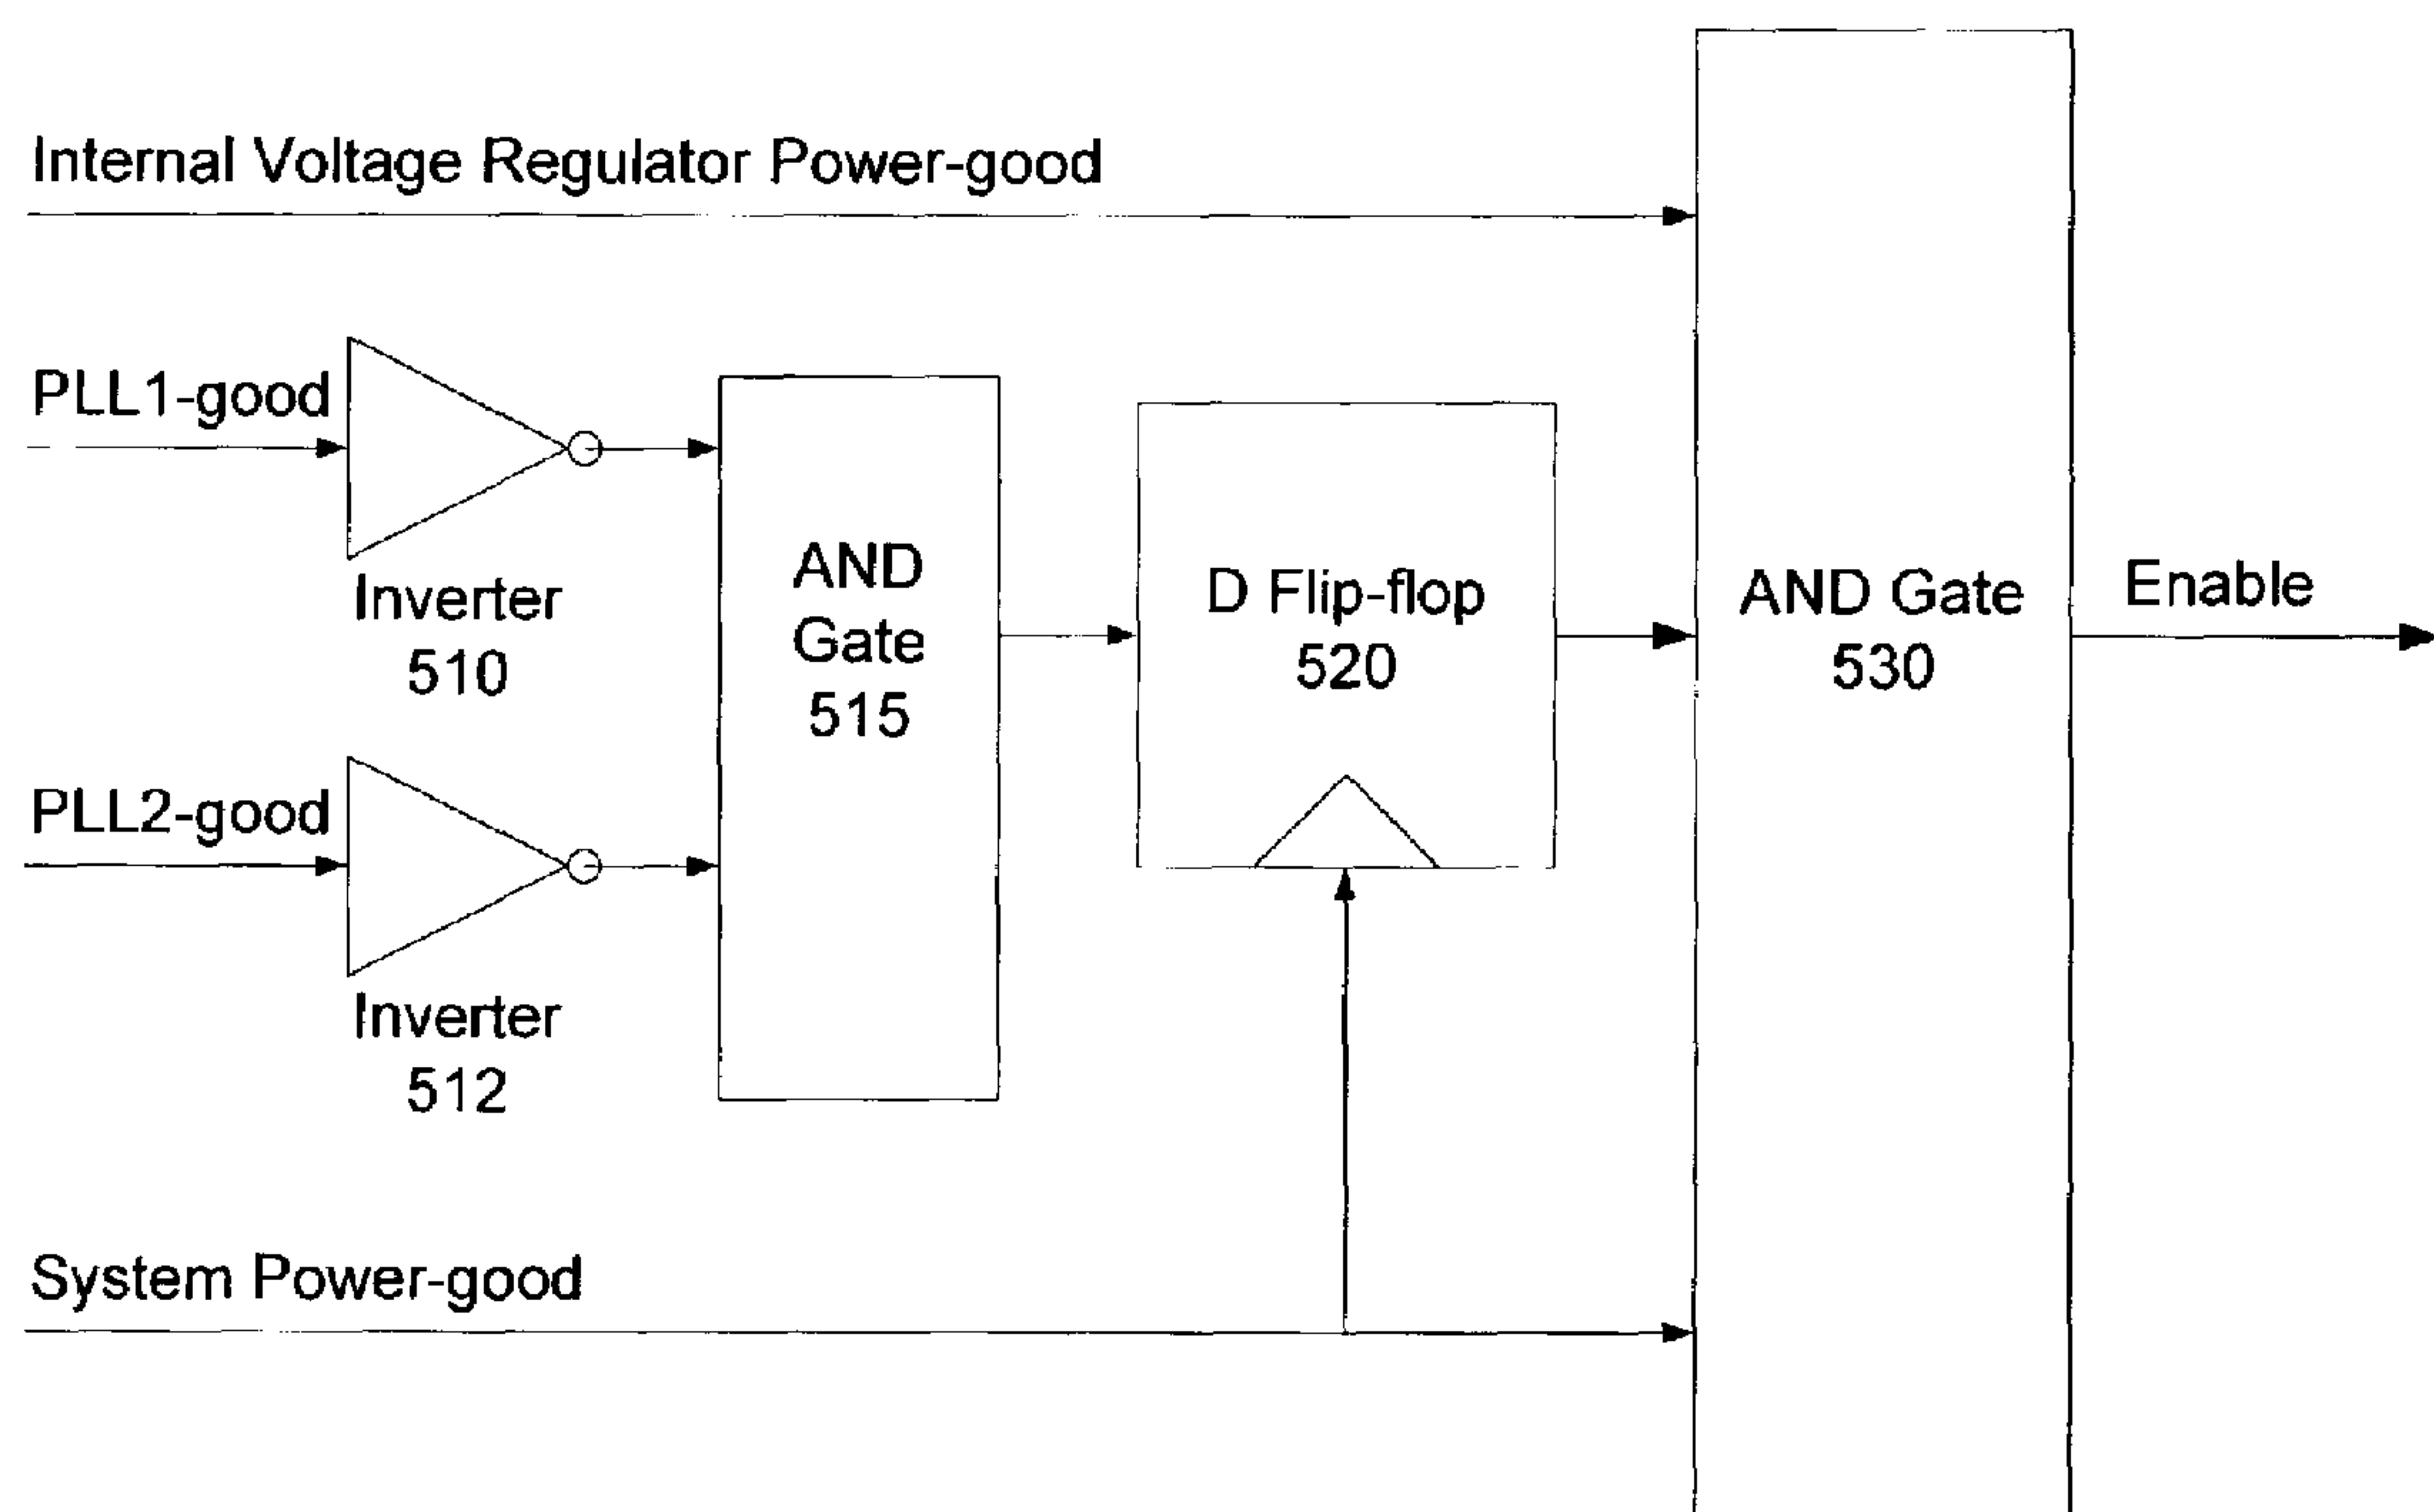 Internal Voltage Regulator Power-good
PLL1-good
Inverter
510
AND
Gate
515
D Flip-flop
520
AND Gate
530
Enable
PLL2-good
Inverter
512
System Power-good